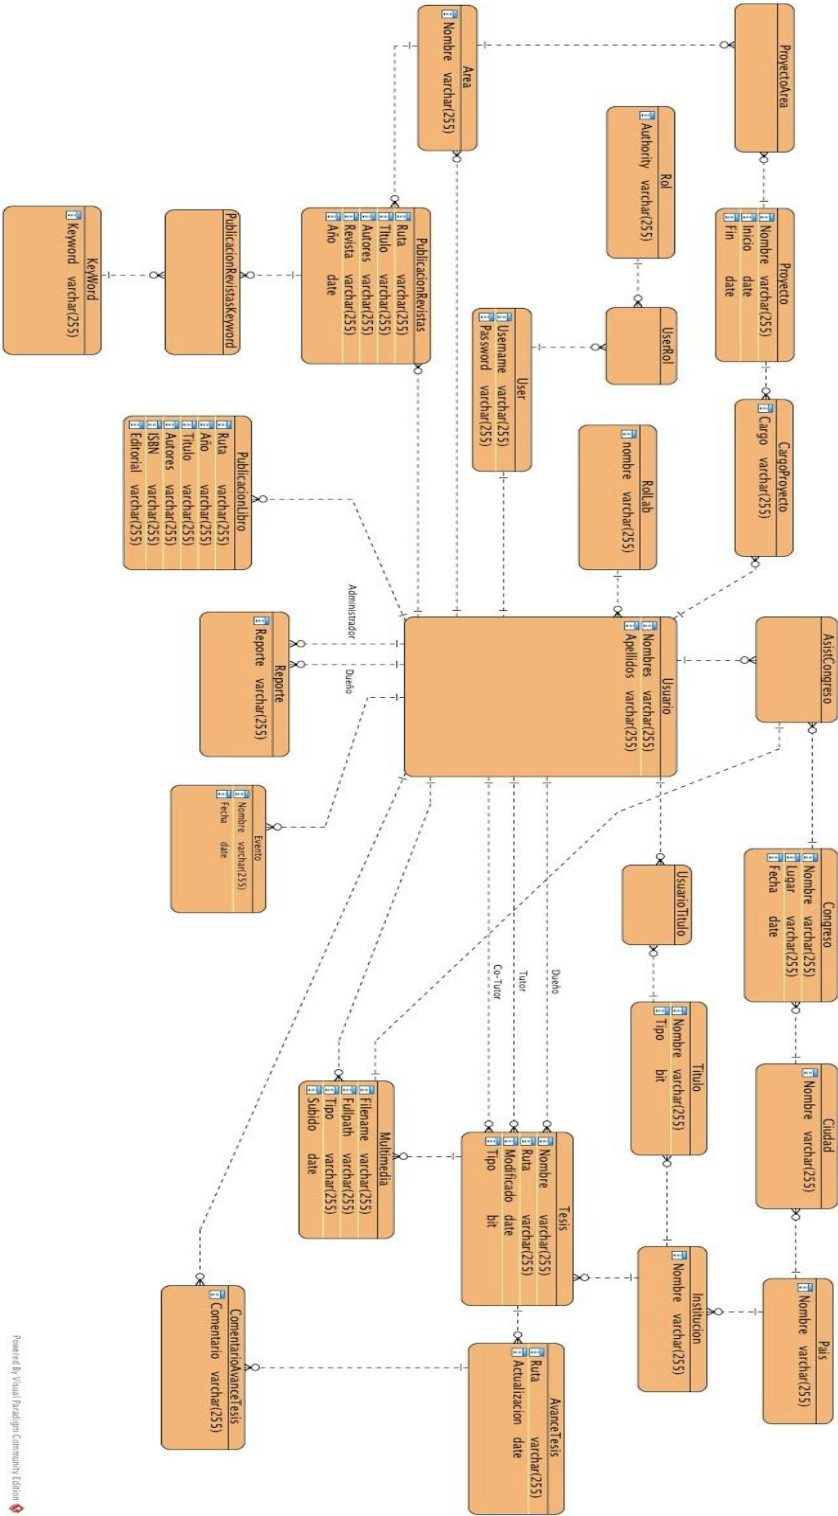 ProyectoArea
Proyecto
Nombre varchar(255)
Inicio date
Fin date
CargoProyecto
Cargo varchar(255)
AsistCongreso
Congreso
Nombre varchar(255)
Lugar varchar(255)
Fecha date
Ciudad
Nombre varchar(255)
Pais
Nombre varchar(255)
Rol
Authority varchar(255)
UserRol
RolLab
nombre varchar(255)
Usuario
Nombres varchar(255)
Apellidos varchar(255)
UsuarioTitulo
Titulo
Nombre varchar(255)
Tipo bit
Institucion
Nombre varchar(255)
Area
Nombre varchar(255)
User
Username varchar(255)
Password varchar(255)
Dueño
Tutor
Co-Tutor
Tesis
Nombre varchar(255)
Ruta varchar(255)
Modificado date
Tipo bit
AvanceTesis
Ruta varchar(255)
Actualizacion date
PublicacionRevistas
Ruta varchar(255)
Título varchar(255)
Autores varchar(255)
Revista varchar(255)
Año date
Administrador
Dueño
Multimedia
Filename varchar(255)
Fullpath varchar(255)
Tipo varchar(255)
Subido date
PublicacionRevistasKeyword
PublicacionLibro
Ruta varchar(255)
Año varchar(255)
Título varchar(255)
Autores varchar(255)
ISBN varchar(255)
Editorial varchar(255)
Reporte
Reporte varchar(255)
Evento
Nombre varchar(255)
Fecha date
ComentarioAvanceTesis
Comentario varchar(255)
KeyWord
Keyword varchar(255)
Powered By Visual Paradigm Community Edition